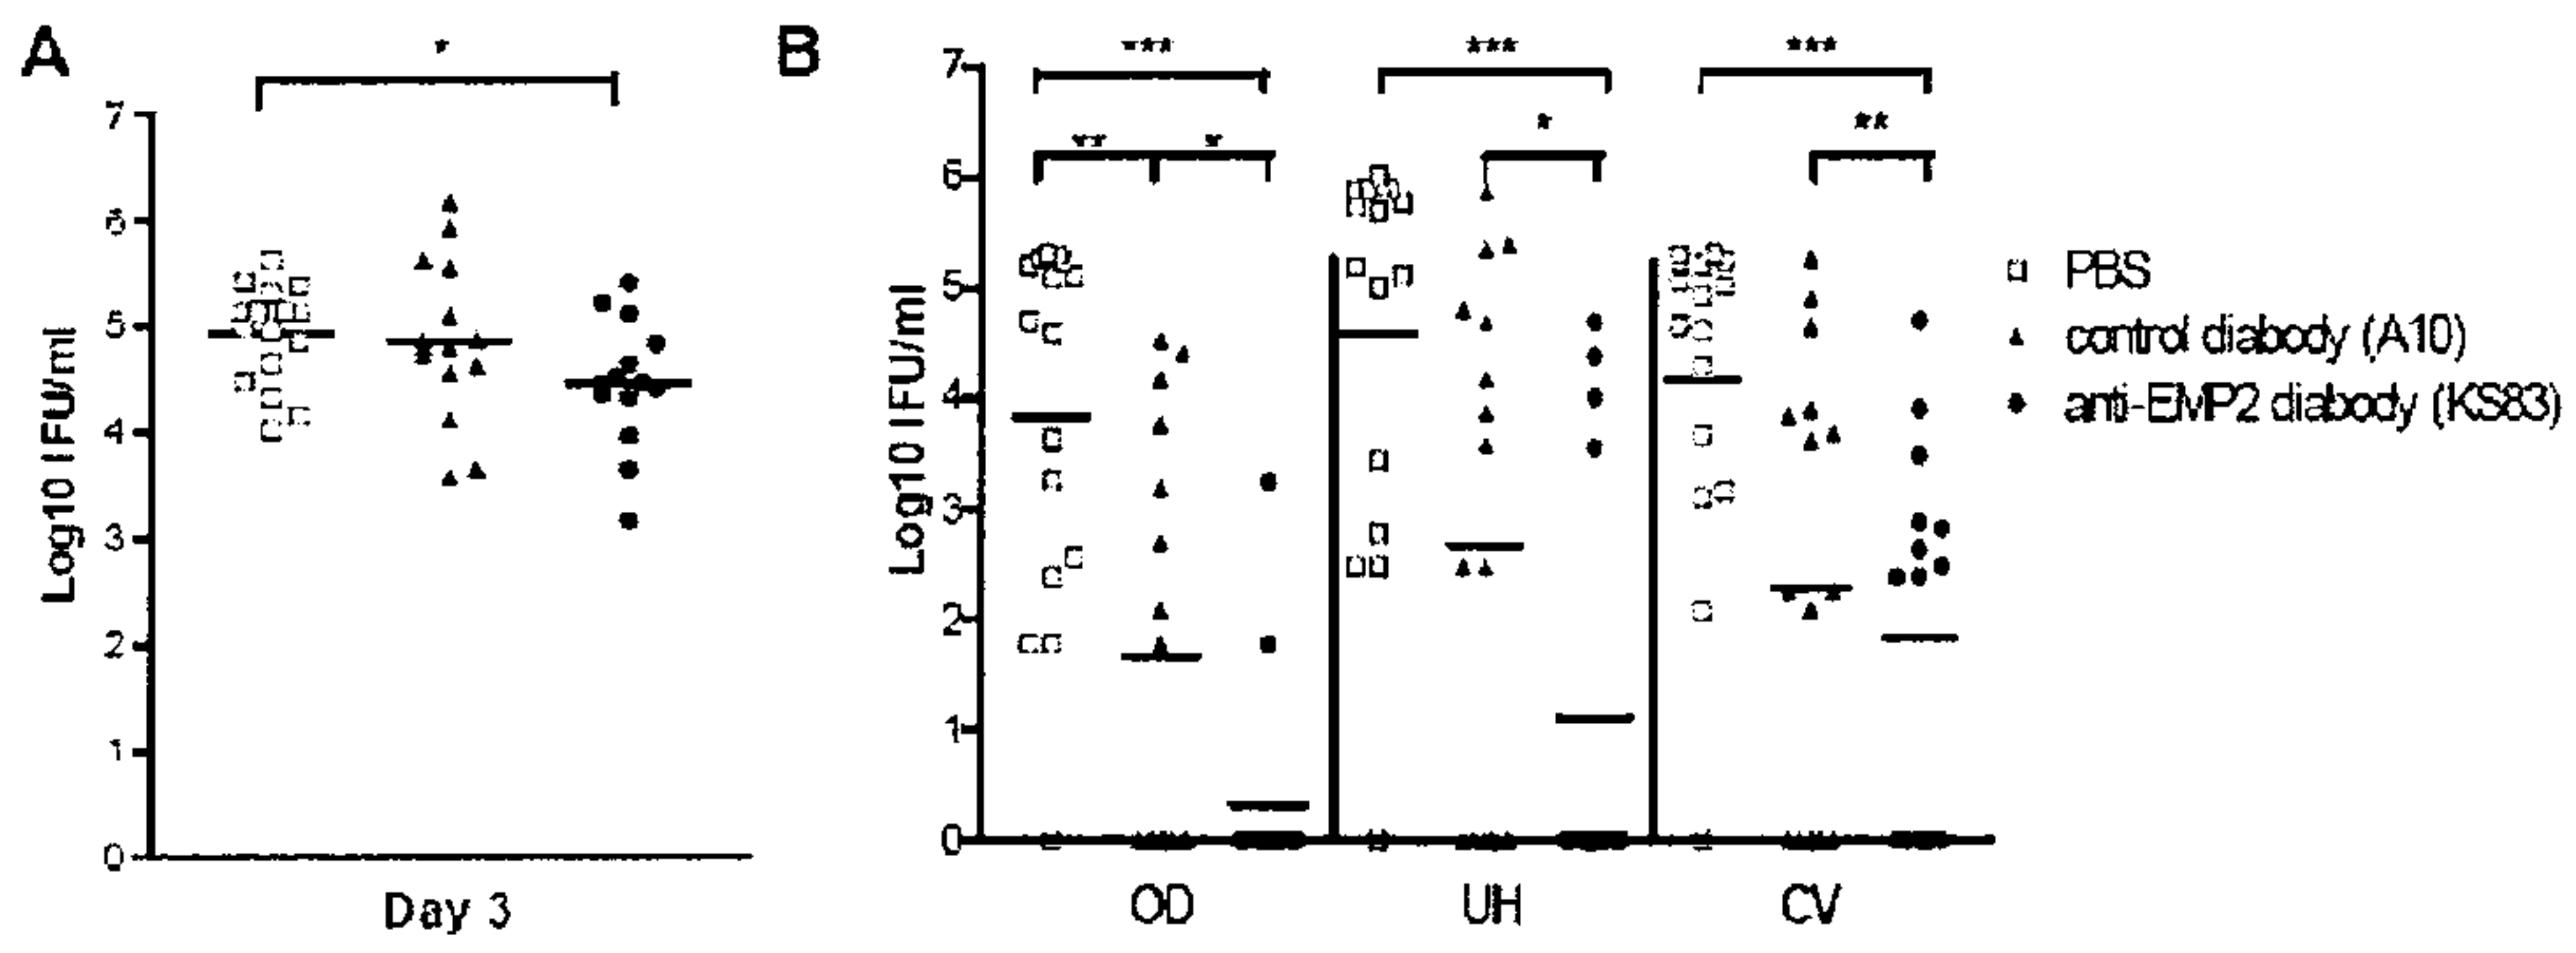 A
*
7
6
5
4
3
2
1
0
Log10 IFU/ml
Day 3
B
*** *** ***
** * * **
7
6
5
4
3
2
1
0
Log10 IFU/ml
OD UH CV
PBS
control diabody (A10)
anti-EMP2 diabody (KS83)